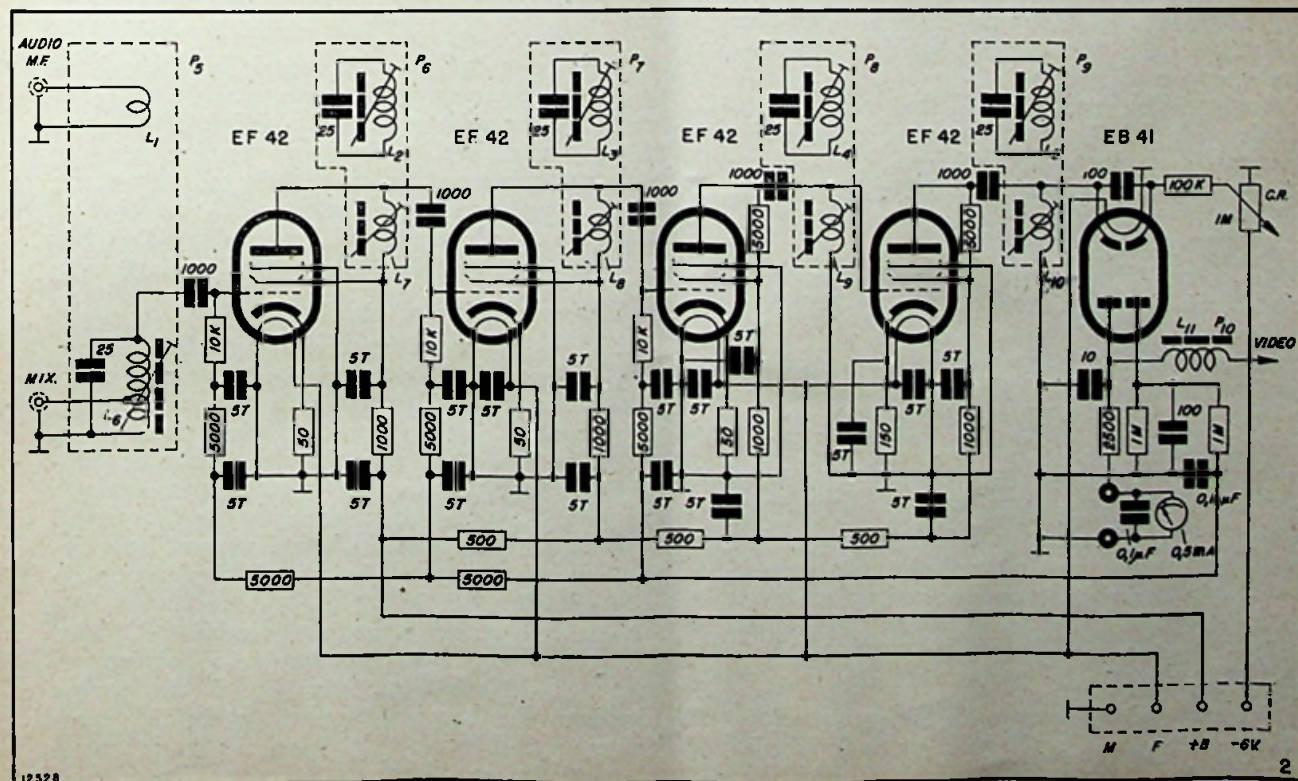 AUDIO
M.F.
P5
P6
P7
P8
P9
L1
25
L2
25
L3
25
L4
25
EF 42
EF 42
EF 42
EF 42
EB 41
1000
1000
1000
1000
1000
100
100K
C.R.
1M
5000
5000
L7
L8
L9
L10
10K
10K
10K
25
L6
MIX.
L11
P10
VIDEO
10
5T
5T
5T
5T
5T
5T
5T
5T
5T
5T
5T
5000
50
1000
5000
50
1000
5000
50
1000
150
1000
2500
1M
100
1M
5T
5T
5T
5T
5T
5T
5T
5T
0,1µF
0,1µF
0,5mA
500
500
500
5000
5000
M
F
+B
-6V.
12528
2